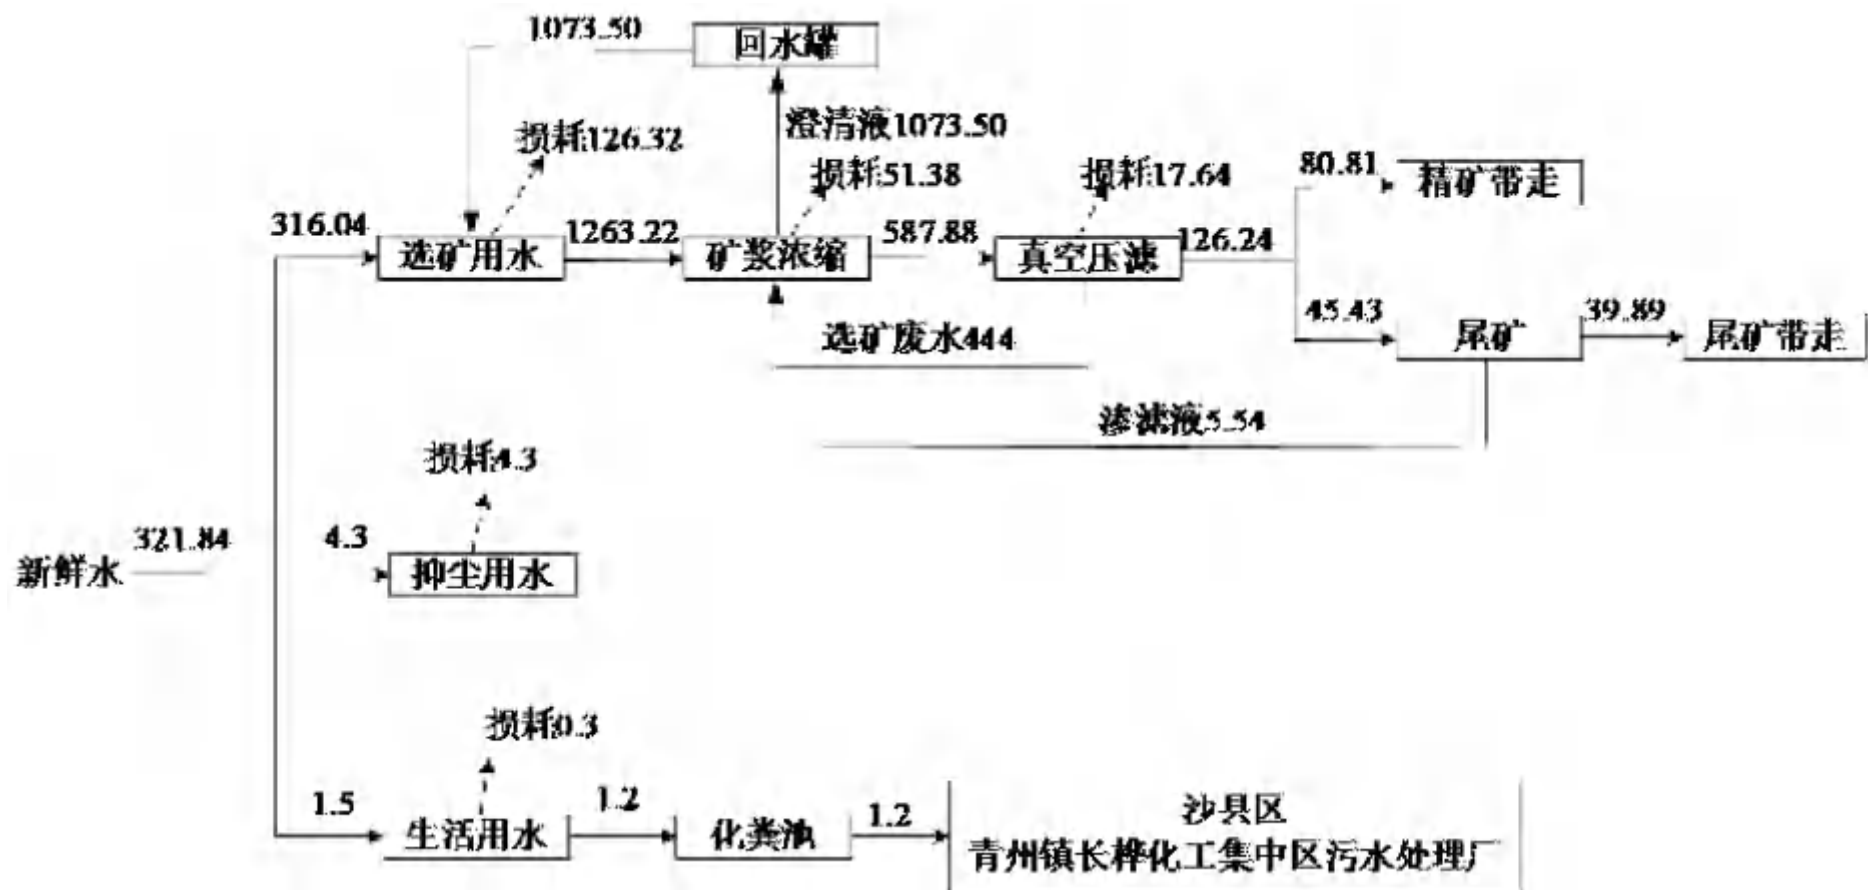 1073.50
回水罐
澄清液1073.50
损耗126.32
损耗51.38
损耗17.64
80.81
精矿带走
316.04
选矿用水
1263.22
矿浆浓缩
587.88
真空压滤
126.24
45.43
尾矿
39.89
尾矿带走
选矿废水444
渗滤液5.54
损耗4.3
新鲜水
321.84
4.3
抑尘用水
损耗0.3
1.5
生活用水
1.2
化粪池
1.2
沙县区
青州镇长桦化工集中区污水处理厂